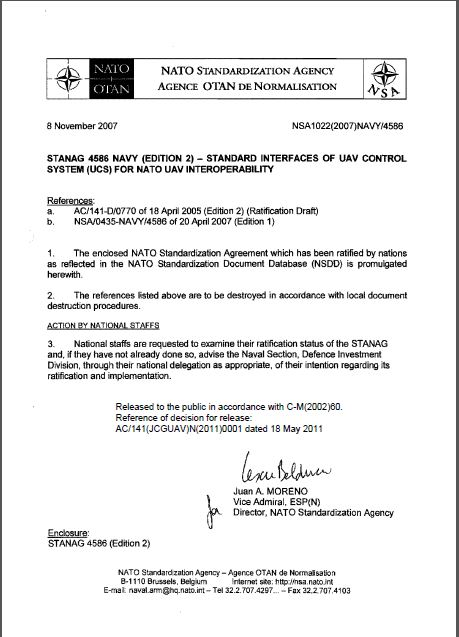 NATO
OTAN
NATO STANDARDIZATION AGENCY
AGENCE OTAN DE NORMALISATION
NSA
8 November 2007 NSA1022(2007)NAVY/4586
STANAG 4586 NAVY (EDITION 2) – STANDARD INTERFACES OF UAV CONTROL
SYSTEM (UCS) FOR NATO UAV INTEROPERABILITY
References:
a. AC/141-D/0770 of 18 April 2005 (Edition 2) (Ratification Draft)
b. NSA/0435-NAVY/4586 of 20 April 2007 (Edition 1)
1. The enclosed NATO Standardization Agreement which has been ratified by nations
as reflected in the NATO Standardization Document Database (NSDD) is promulgated
herewith.
2. The references listed above are to be destroyed in accordance with local document
destruction procedures.
ACTION BY NATIONAL STAFFS
3. National staffs are requested to examine their ratification status of the STANAG
and, if they have not already done so, advise the Naval Section, Defence Investment
Division, through their national delegation as appropriate, of their intention regarding its
ratification and implementation.
Released to the public in accordance with C-M(2002)60.
Reference of decision for release:
AC/141(JCGUAV)N(2011)0001 dated 18 May 2011
for
Juan A. MORENO
Vice Admiral, ESP(N)
Director, NATO Standardization Agency
Enclosure:
STANAG 4586 (Edition 2)
NATO Standardization Agency – Agence OTAN de Normalisation
B-1110 Brussels, Belgium Internet site: http://nsa.nato.int
E-mail: naval.arm@hq.nato.int – Tel 32.2.707.4297... – Fax 32.2.707.4103